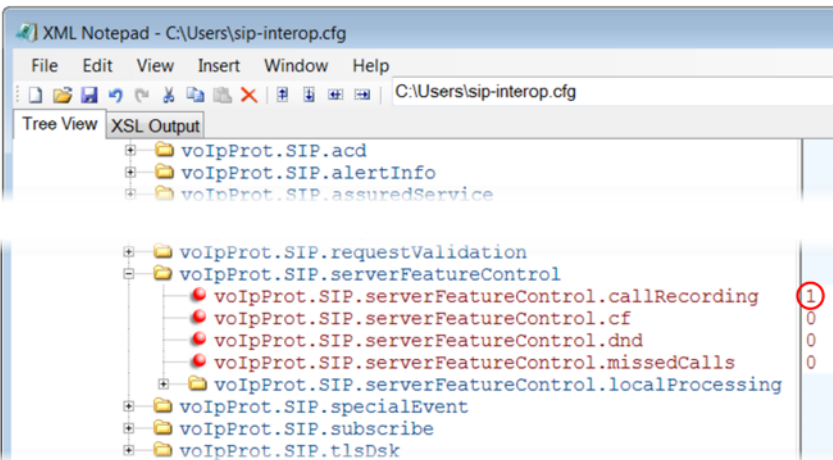 XML Notepad - C:\Users\sip-interop.cfg
File Edit View Insert Window Help
C:\Users\sip-interop.cfg
Tree View XSL Output
voIpProt.SIP.acd
voIpProt.SIP.alertInfo
voIpProt.SIP.assuredService
voIpProt.SIP.requestValidation
voIpProt.SIP.serverFeatureControl
voIpProt.SIP.serverFeatureControl.callRecording 1
voIpProt.SIP.serverFeatureControl.cf 0
voIpProt.SIP.serverFeatureControl.dnd 0
voIpProt.SIP.serverFeatureControl.missedCalls 0
voIpProt.SIP.serverFeatureControl.localProcessing
voIpProt.SIP.specialEvent
voIpProt.SIP.subscribe
voIpProt.SIP.tlsDsk